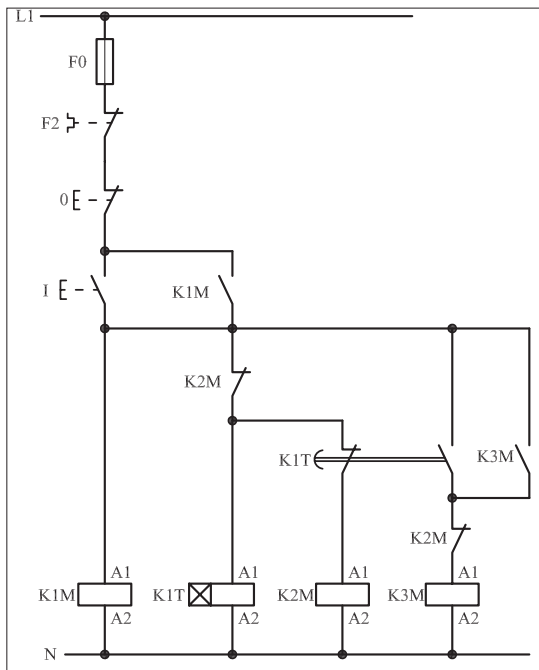 L1
F0
F2
0
I
K1M
K2M
K1T
K3M
K2M
A1 A1 A1 A1
K1M K1T K2M K3M
A2 A2 A2 A2
N